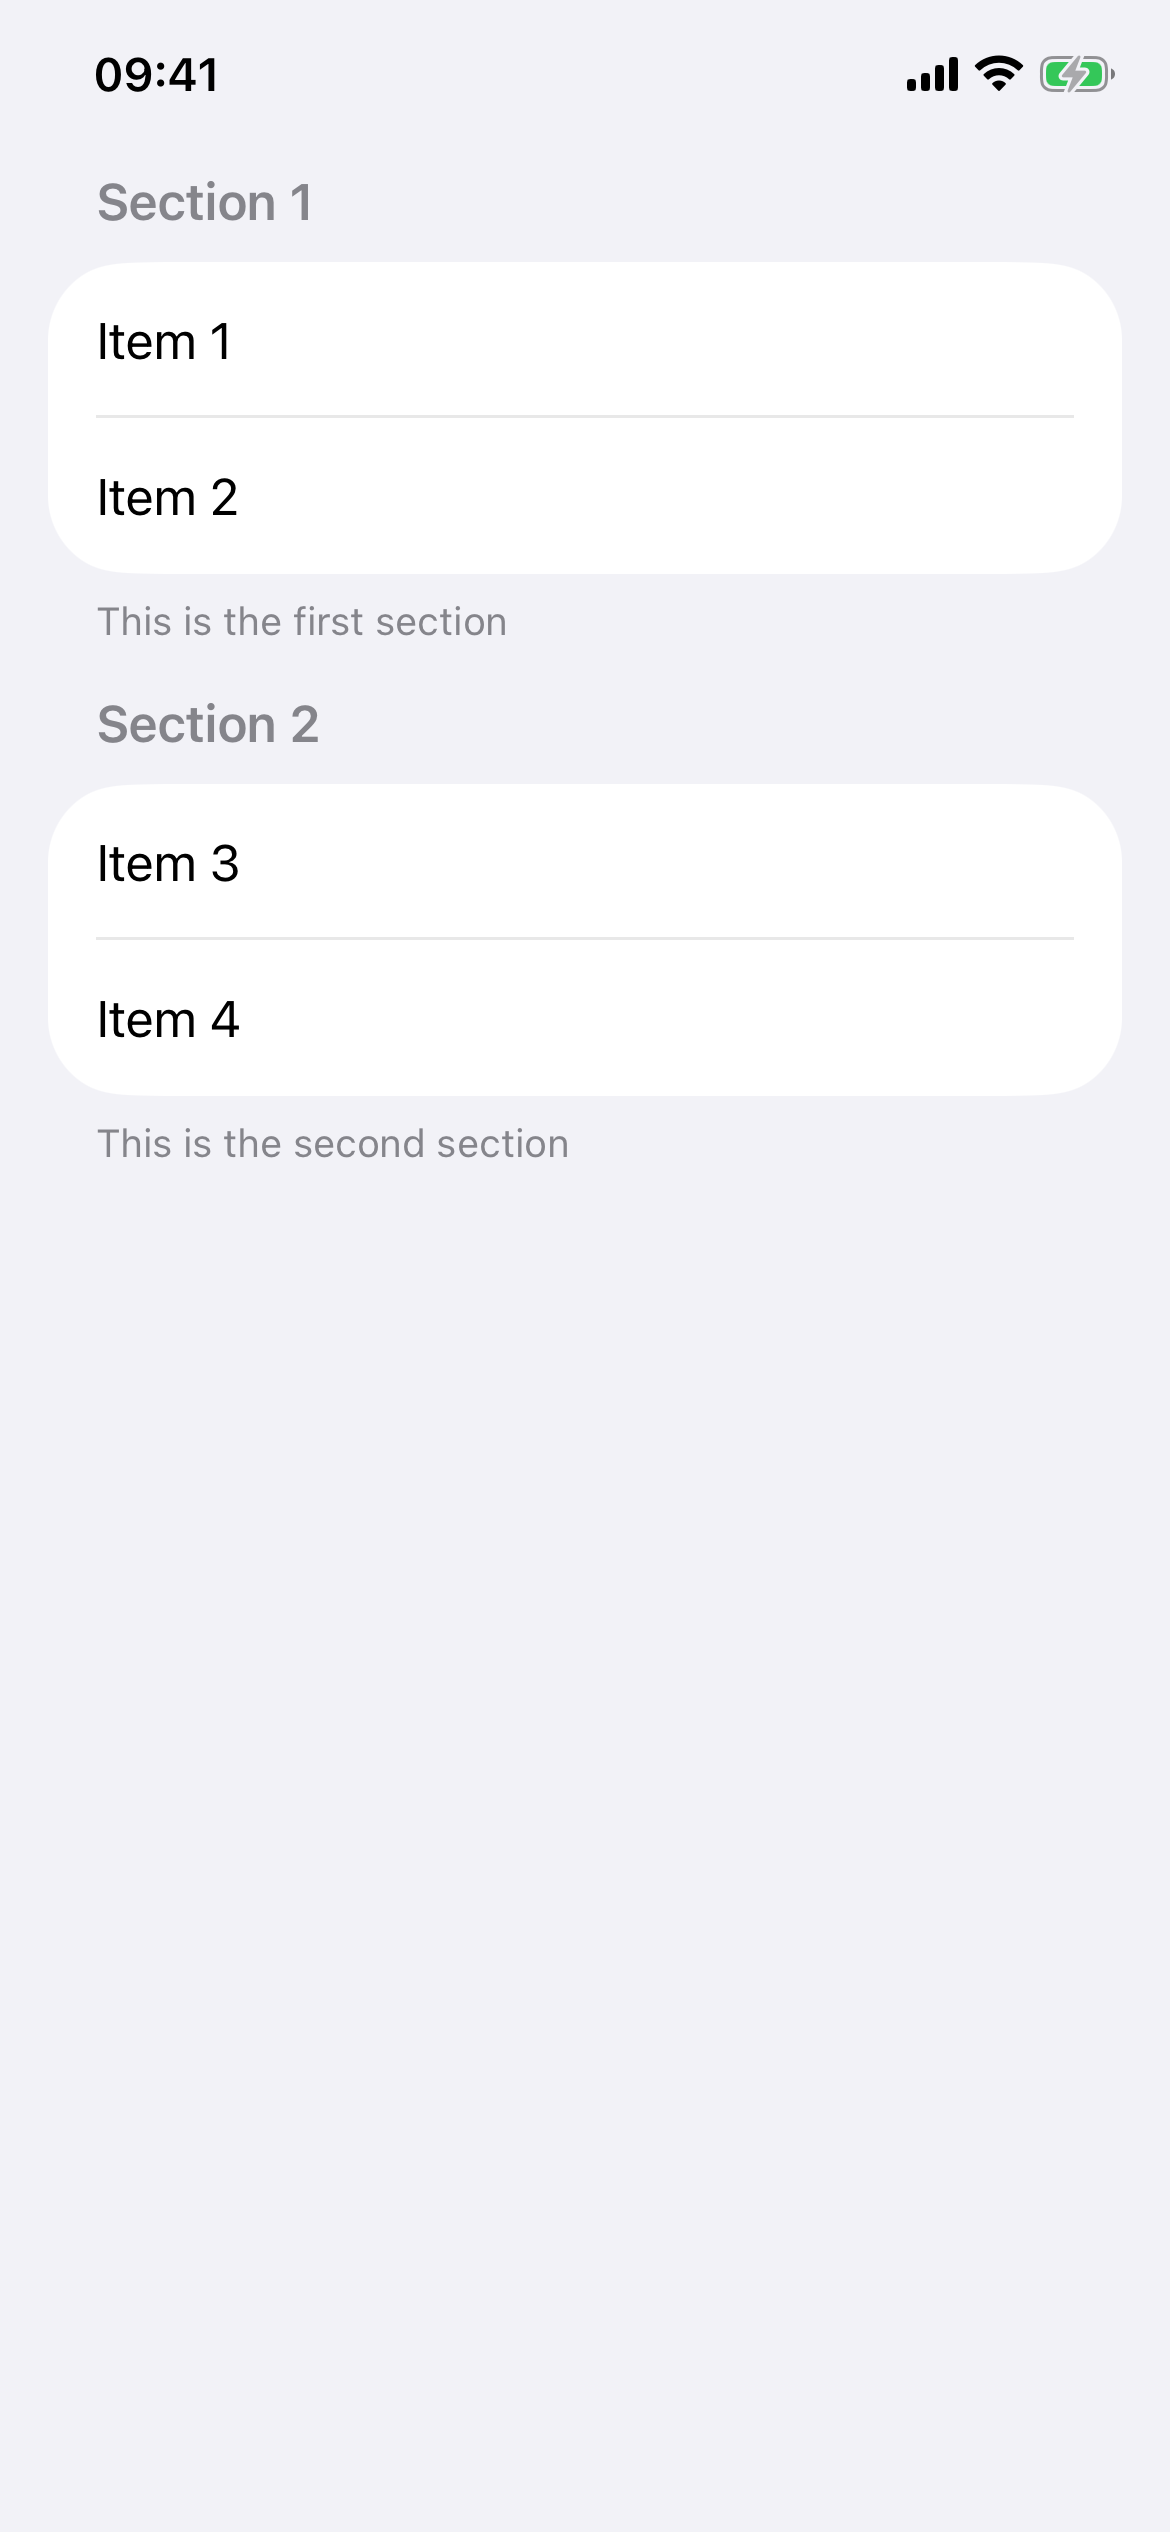 09:41
Section 1
Item 1
Item 2
This is the first section
Section 2
Item 3
Item 4
This is the second section